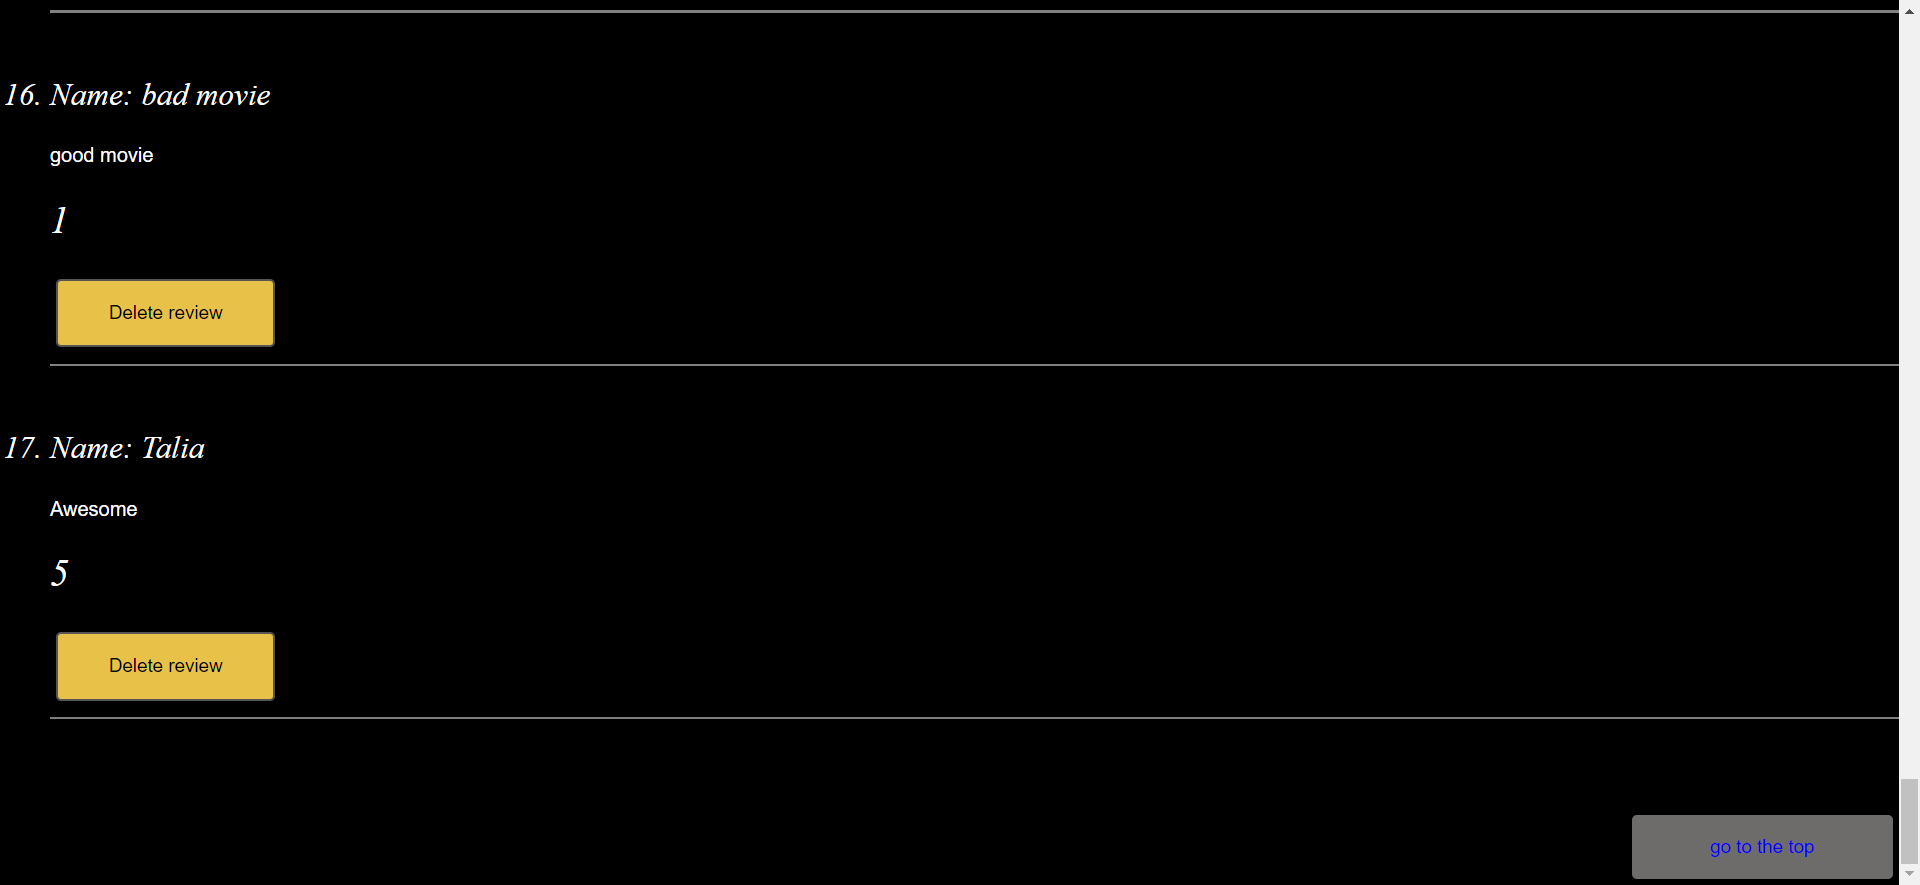 16. Name: bad movie
good movie
1
Delete review
17. Name: Talia
Awesome
5
Delete review
go to the top